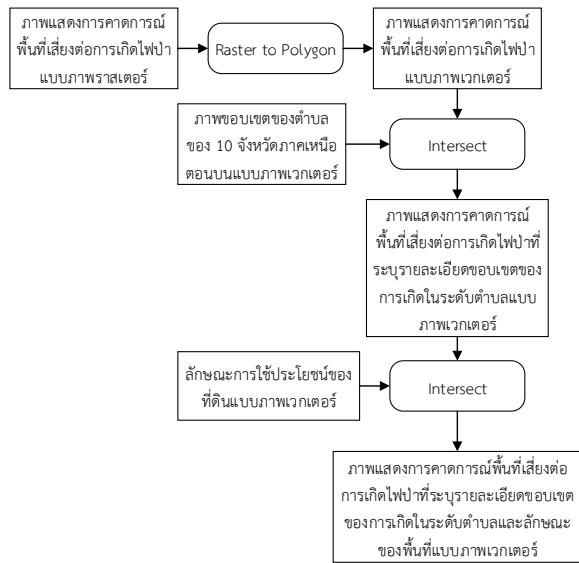 ภาพแสดงการคาดการณ์
พื้นที่เสี่ยงต่อการเกิดไฟป่า
แบบภาพราสเตอร์
Raster to Polygon
ภาพแสดงการคาดการณ์
พื้นที่เสี่ยงต่อการเกิดไฟป่า
แบบภาพเวกเตอร์
ภาพขอบเขตของตำบล
ของ 10 จังหวัดภาคเหนือ
ตอนบนแบบภาพเวกเตอร์
Intersect
ภาพแสดงการคาดการณ์
พื้นที่เสี่ยงต่อการเกิดไฟป่าที่
ระบุรายละเอียดขอบเขตของ
การเกิดในระดับตำบลแบบ
ภาพเวกเตอร์
ลักษณะการใช้ประโยชน์ของ
ที่ดินแบบภาพเวกเตอร์
Intersect
ภาพแสดงการคาดการณ์พื้นที่เสี่ยงต่อ
การเกิดไฟป่าที่ระบุรายละเอียดขอบเขต
ของการเกิดในระดับตำบลและลักษณะ
ของพื้นที่แบบภาพเวกเตอร์